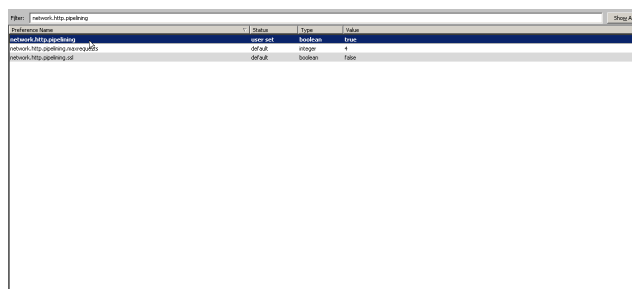 Filter: network.http.pipelining Show A
Preference Name Status Type Value
network.http.pipelining user set boolean true
network.http.pipelining.maxrequests default integer 4
network.http.pipelining.ssl default boolean false